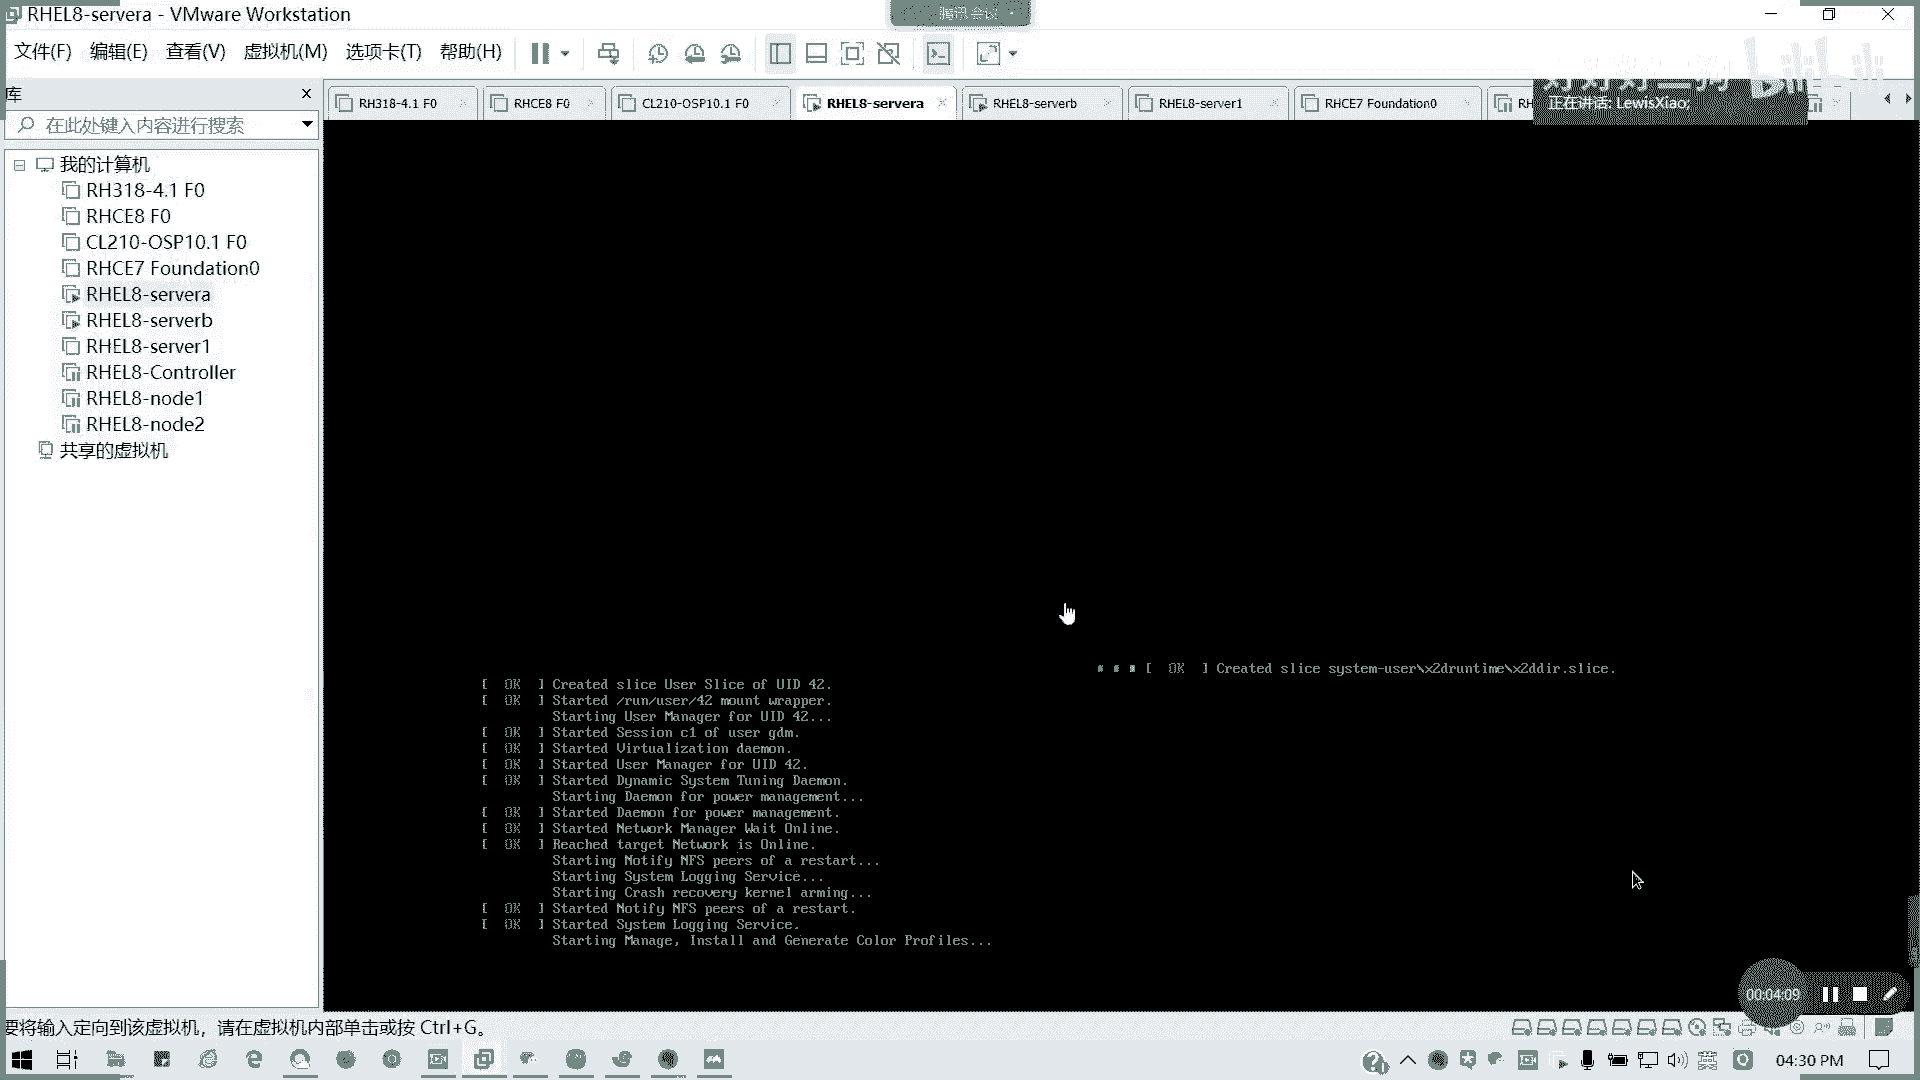 RHEL8-servera - VMware Workstation
腾讯会议
文件(F) 编辑(E) 查看(V) 虚拟机(M) 选项卡(T) 帮助(H)
库
RH318-4.1 F0
RHCE8 F0
CL210-OSP10.1 F0
RHEL8-servera
RHEL8-serverb
RHEL8-server1
RHCE7 Foundation0
RH
正在讲话: LewisXiao;
bilibili
在此处键入内容进行搜索
我的计算机
RH318-4.1 F0
RHCE8 F0
CL210-OSP10.1 F0
RHCE7 Foundation0
RHEL8-servera
RHEL8-serverb
RHEL8-server1
RHEL8-Controller
RHEL8-node1
RHEL8-node2
共享的虚拟机
[ OK ] Created slice system-user\x2druntime\x2ddir.slice.
[ OK ] Created slice User Slice of UID 42.
[ OK ] Started /run/user/42 mount wrapper.
Starting User Manager for UID 42...
[ OK ] Started Session c1 of user gdm.
[ OK ] Started Virtualization daemon.
[ OK ] Started User Manager for UID 42.
[ OK ] Started Dynamic System Tuning Daemon.
Starting Daemon for power management...
[ OK ] Started Daemon for power management.
[ OK ] Started Network Manager Wait Online.
[ OK ] Reached target Network is Online.
Starting Notify NFS peers of a restart...
Starting System Logging Service...
Starting Crash recovery kernel arming...
[ OK ] Started Notify NFS peers of a restart.
[ OK ] Started System Logging Service.
Starting Manage, Install and Generate Color Profiles...
00:04:09
要将输入定向到该虚拟机，请在虚拟机内部单击或按 Ctrl+G。
英
04:30 PM